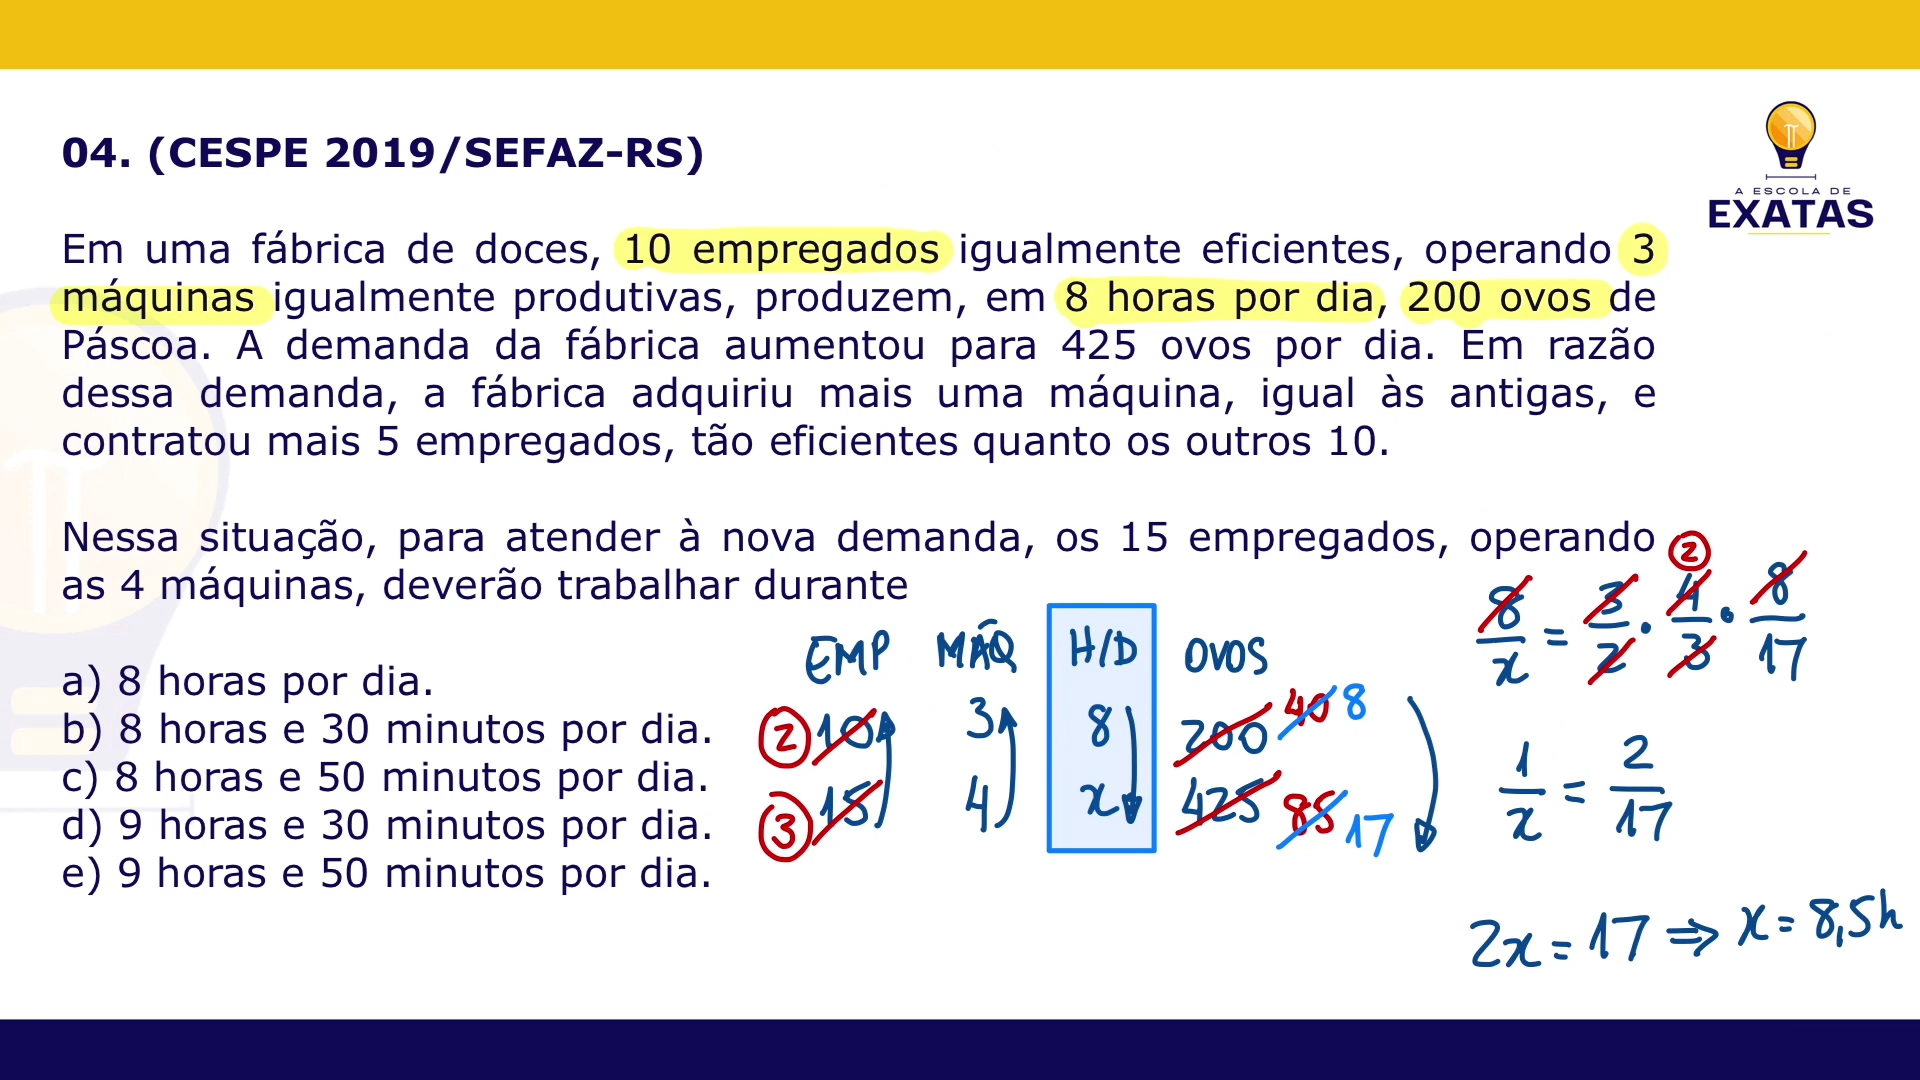 04. (CESPE 2019/SEFAZ-RS)
A ESCOLA DE
EXATAS
Em uma fábrica de doces, 10 empregados igualmente eficientes, operando 3
máquinas igualmente produtivas, produzem, em 8 horas por dia, 200 ovos de
Páscoa. A demanda da fábrica aumentou para 425 ovos por dia. Em razão
dessa demanda, a fábrica adquiriu mais uma máquina, igual às antigas, e
contratou mais 5 empregados, tão eficientes quanto os outros 10.
Nessa situação, para atender à nova demanda, os 15 empregados, operando
as 4 máquinas, deverão trabalhar durante
a) 8 horas por dia.
b) 8 horas e 30 minutos por dia.
c) 8 horas e 50 minutos por dia.
d) 9 horas e 30 minutos por dia.
e) 9 horas e 50 minutos por dia.
EMP MÁQ H/D OVOS
2 10 3 8 200 40 8
3 15 4 x 425 85 17
2
8/x = 3/2 . 4/3 . 8/17
1/x = 2/17
2x = 17 ⇒ x = 8,5h